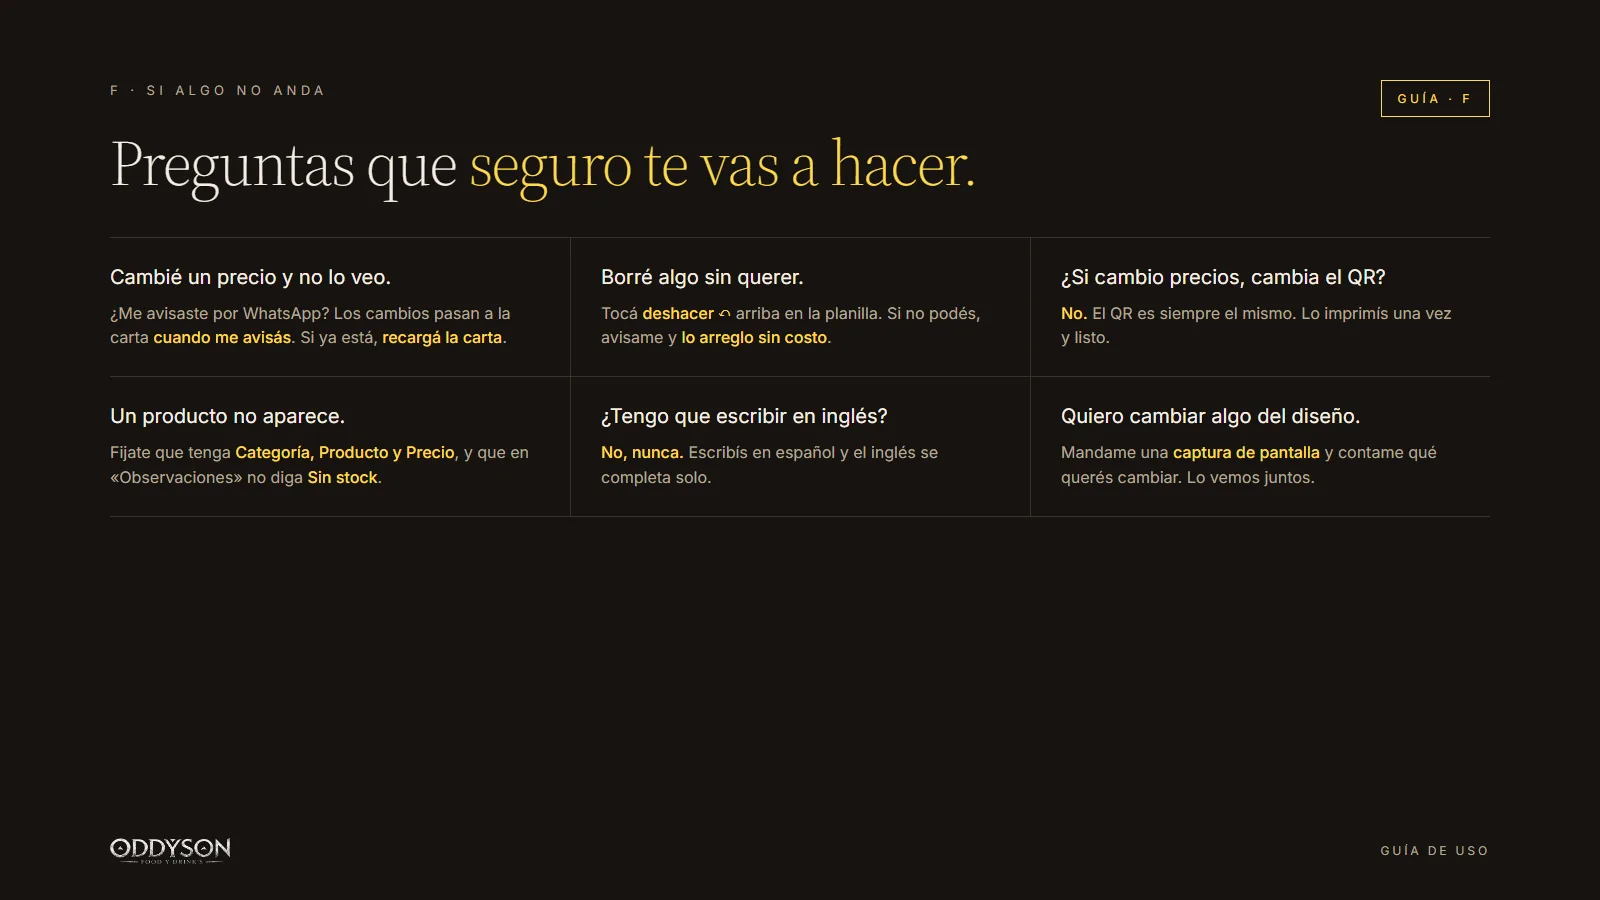 F · SI ALGO NO ANDA
GUÍA · F
Preguntas que seguro te vas a hacer.
Cambié un precio y no lo veo.
¿Me avisaste por WhatsApp? Los cambios pasan a la
carta cuando me avisás. Si ya está, recargá la carta.
Borré algo sin querer.
Tocá deshacer ↶ arriba en la planilla. Si no podés,
avisame y lo arreglo sin costo.
¿Si cambio precios, cambia el QR?
No. El QR es siempre el mismo. Lo imprimís una vez
y listo.
Un producto no aparece.
Fijate que tenga Categoría, Producto y Precio, y que en
«Observaciones» no diga Sin stock.
¿Tengo que escribir en inglés?
No, nunca. Escribís en español y el inglés se
completa solo.
Quiero cambiar algo del diseño.
Mandame una captura de pantalla y contame qué
querés cambiar. Lo vemos juntos.
ODDYSON
FOOD Y DRINK'S
GUÍA DE USO